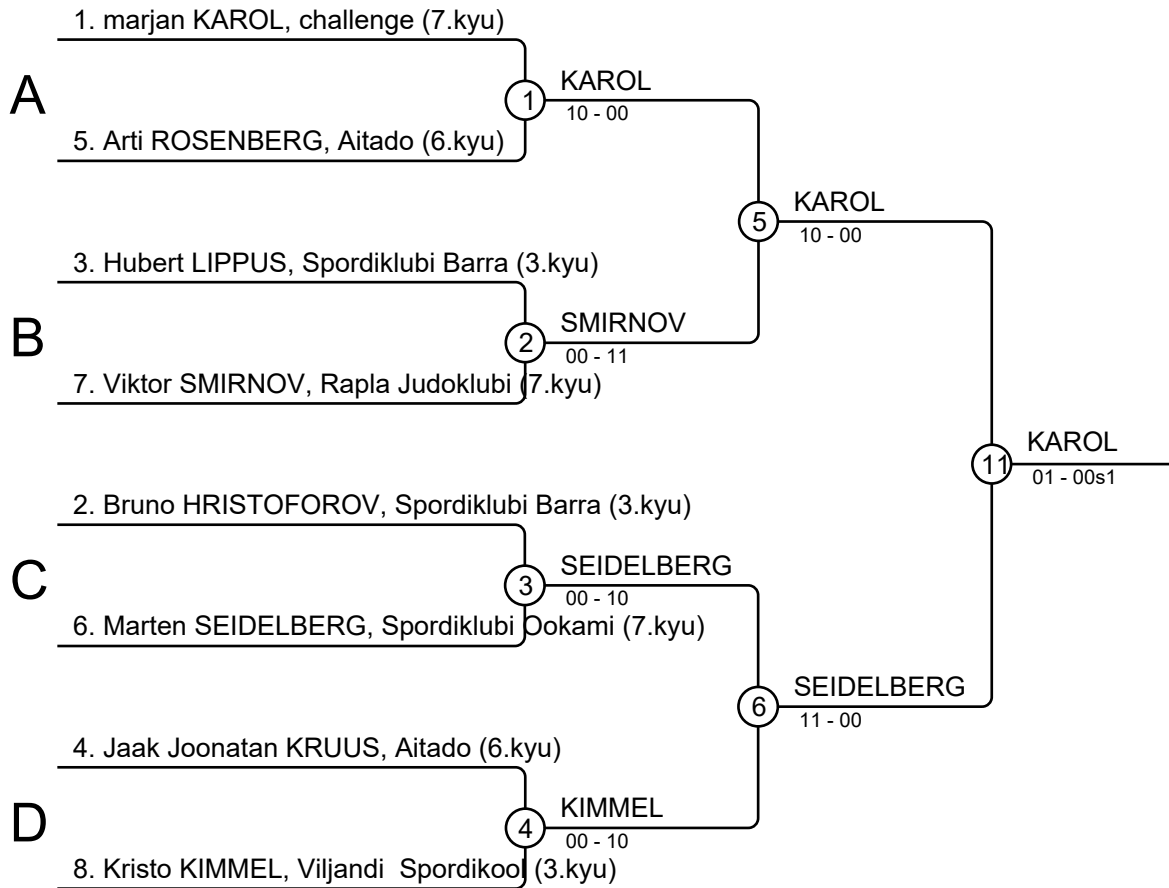 1. marjan KAROL, challenge (7.kyu)
A
1
KAROL
10 - 00
5. Arti ROSENBERG, Aitado (6.kyu)
5
KAROL
10 - 00
3. Hubert LIPPUS, Spordiklubi Barra (3.kyu)
B
2
SMIRNOV
00 - 11
7. Viktor SMIRNOV, Rapla Judoklubi (7.kyu)
11
KAROL
01 - 00s1
2. Bruno HRISTOFOROV, Spordiklubi Barra (3.kyu)
C
3
SEIDELBERG
00 - 10
6. Marten SEIDELBERG, Spordiklubi Ookami (7.kyu)
6
SEIDELBERG
11 - 00
4. Jaak Joonatan KRUUS, Aitado (6.kyu)
D
4
KIMMEL
00 - 10
8. Kristo KIMMEL, Viljandi  Spordikool (3.kyu)